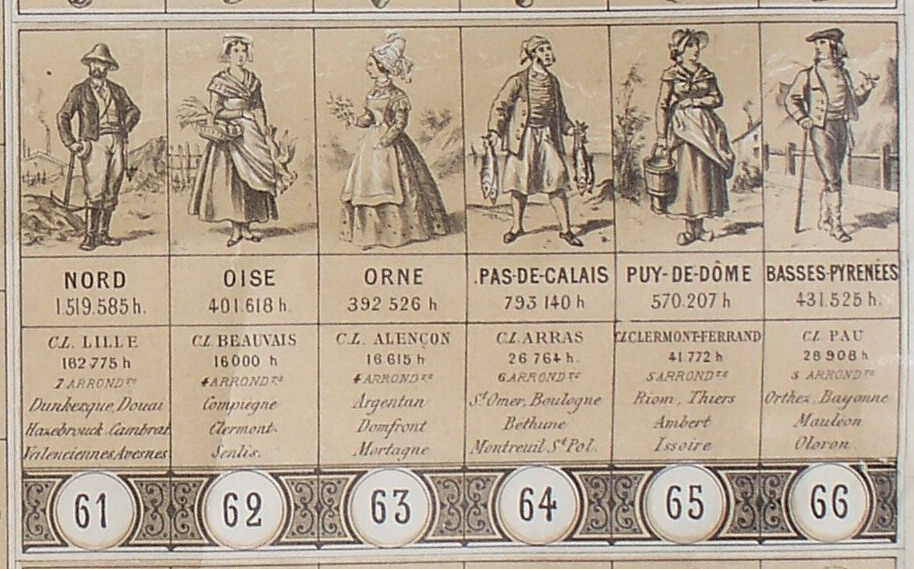 NORD
1.519.585 h.
C.L. LILLE
162 775 h
7 ARRONDTS
Dunkerque, Douai
Hazebrouck. Cambrai
Valenciennes Avesnes
61
OISE
401.618 h.
C.L. BEAUVAIS
16000 h
4 ARRONDTS
Compiegne
Clermont
Senlis.
62
ORNE
392 526 h
C.L. ALENÇON
16 615 h
4 ARRONDTS
Argentan
Domfront
Mortagne
63
PAS-DE-CALAIS
793 140 h
C.L. ARRAS
26 764 h.
6 ARRONDTS
St Omer, Boulogne
Béthune
Montreuil. St Pol.
64
PUY-DE-DÔME
570.207 h
C.L. CLERMONT-FERRAND
41 772 h
5 ARRONDTS
Riom, Thiers
Ambert
Issoire
65
BASSES-PYRENÉES
431.525 h.
C.L. PAU
28 908 h
5 ARRONDTS
Orthez, Bayonne
Mauléon
Oloron
66